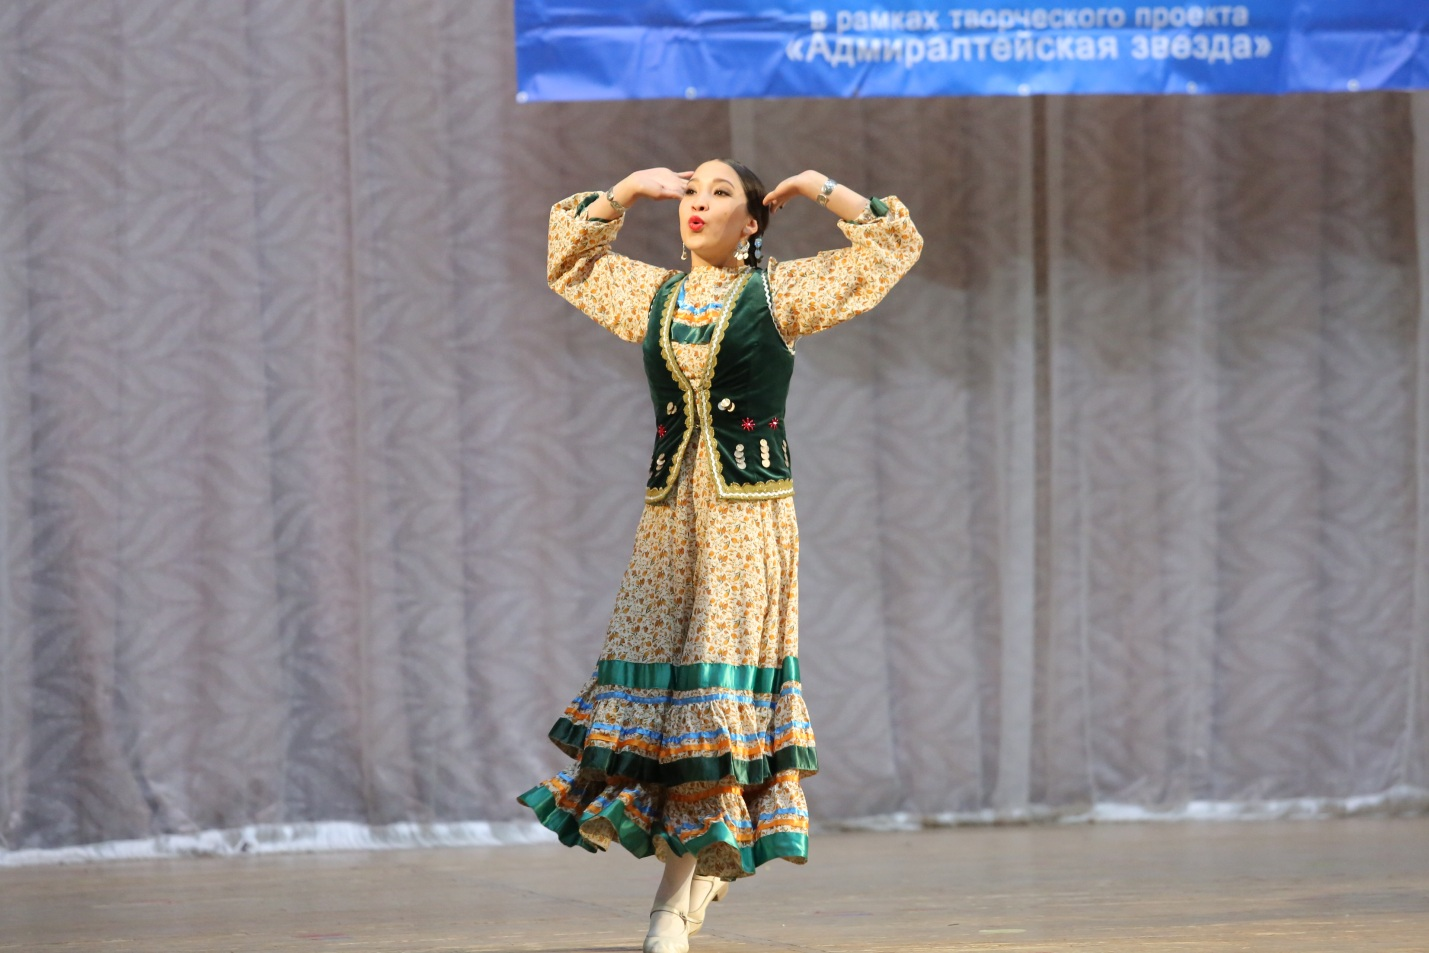 в рамках творческого проекта
«Адмиралтейская звезда»